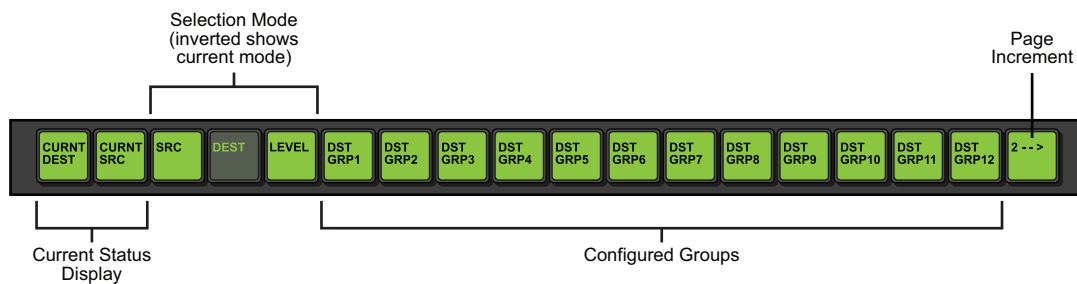 Selection Mode
(inverted shows
current mode)
Page
Increment
CURNT
DEST
CURNT
SRC
SRC
DEST
LEVEL
DST
GRP1
DST
GRP2
DST
GRP3
DST
GRP4
DST
GRP5
DST
GRP6
DST
GRP7
DST
GRP8
DST
GRP9
DST
GRP10
DST
GRP11
DST
GRP12
2 -->
Current Status
Display
Configured Groups